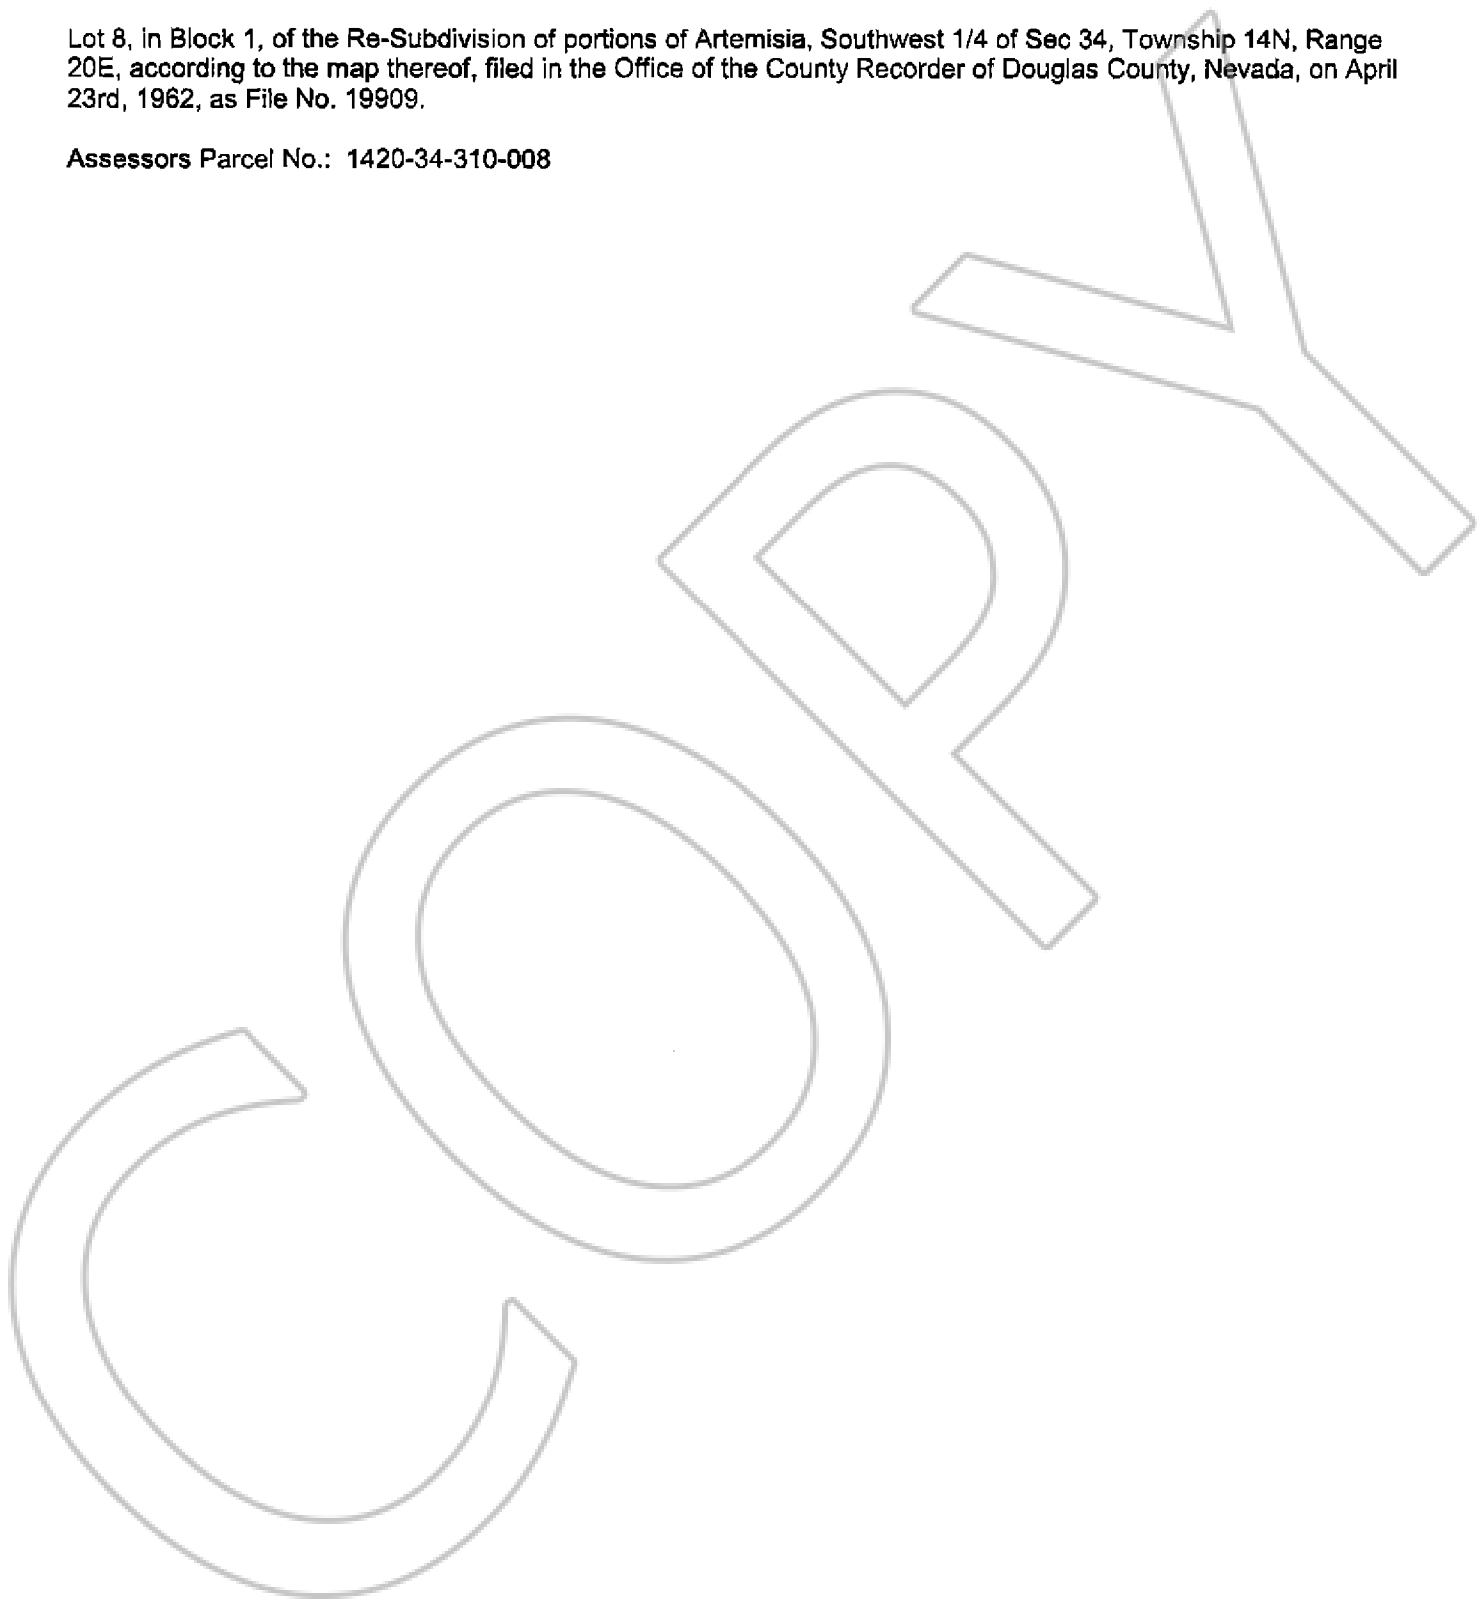 Lot 8, in Block 1, of the Re-Subdivision of portions of Artemisia, Southwest 1/4 of Sec 34, Township 14N, Range
20E, according to the map thereof, filed in the Office of the County Recorder of Douglas County, Nevada, on April
23rd, 1962, as File No. 19909.
Assessors Parcel No.: 1420-34-310-008
COPY